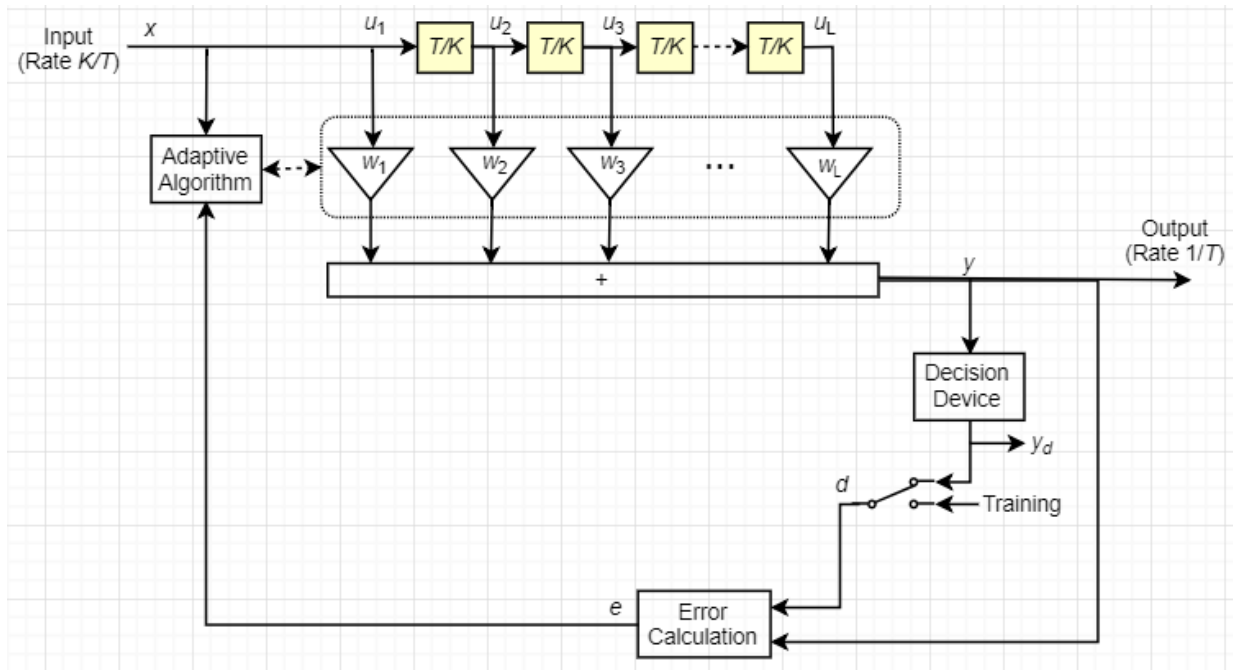 Input
(Rate K/T)
x
u1
T/K
u2
T/K
u3
T/K
T/K
uL
Adaptive
Algorithm
w1
w2
w3
...
wL
+
y
Output
(Rate 1/T)
Decision
Device
yd
d
Training
e
Error
Calculation